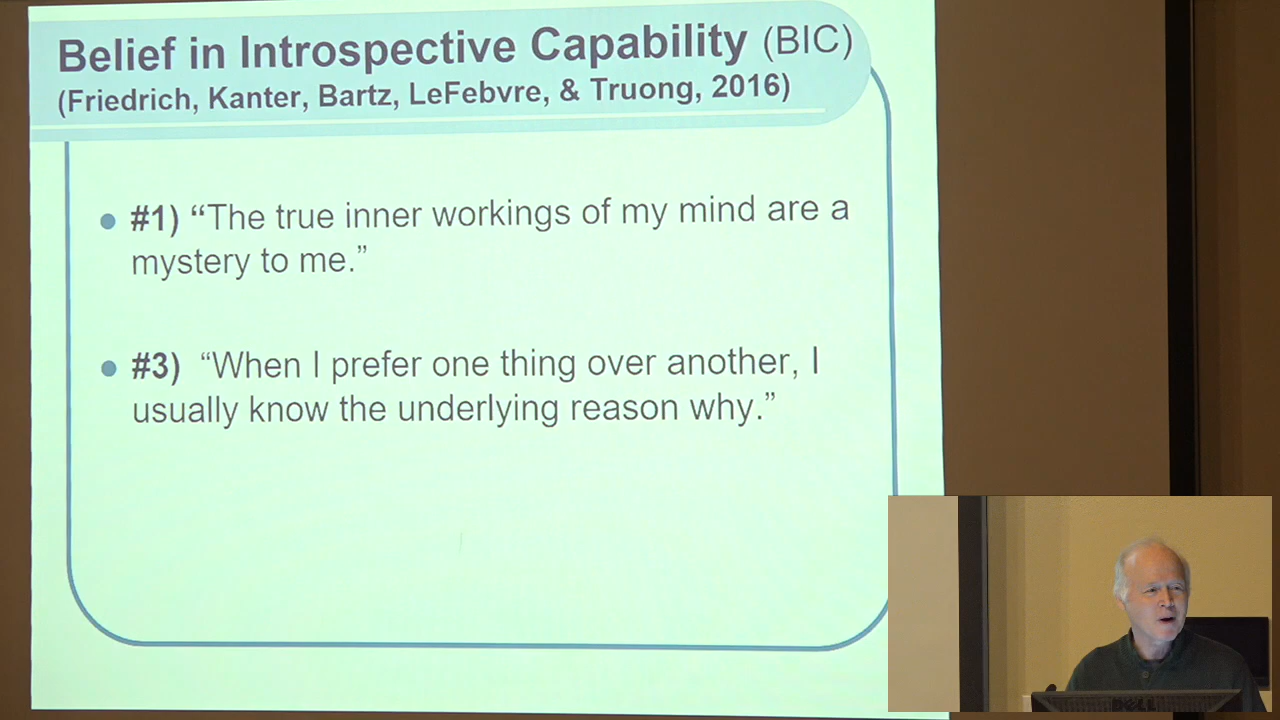 Belief in Introspective Capability (BIC)
(Friedrich, Kanter, Bartz, LeFebvre, & Truong, 2016)
#1) “The true inner workings of my mind are a
mystery to me.”
#3) “When I prefer one thing over another, I
usually know the underlying reason why.”
DELL